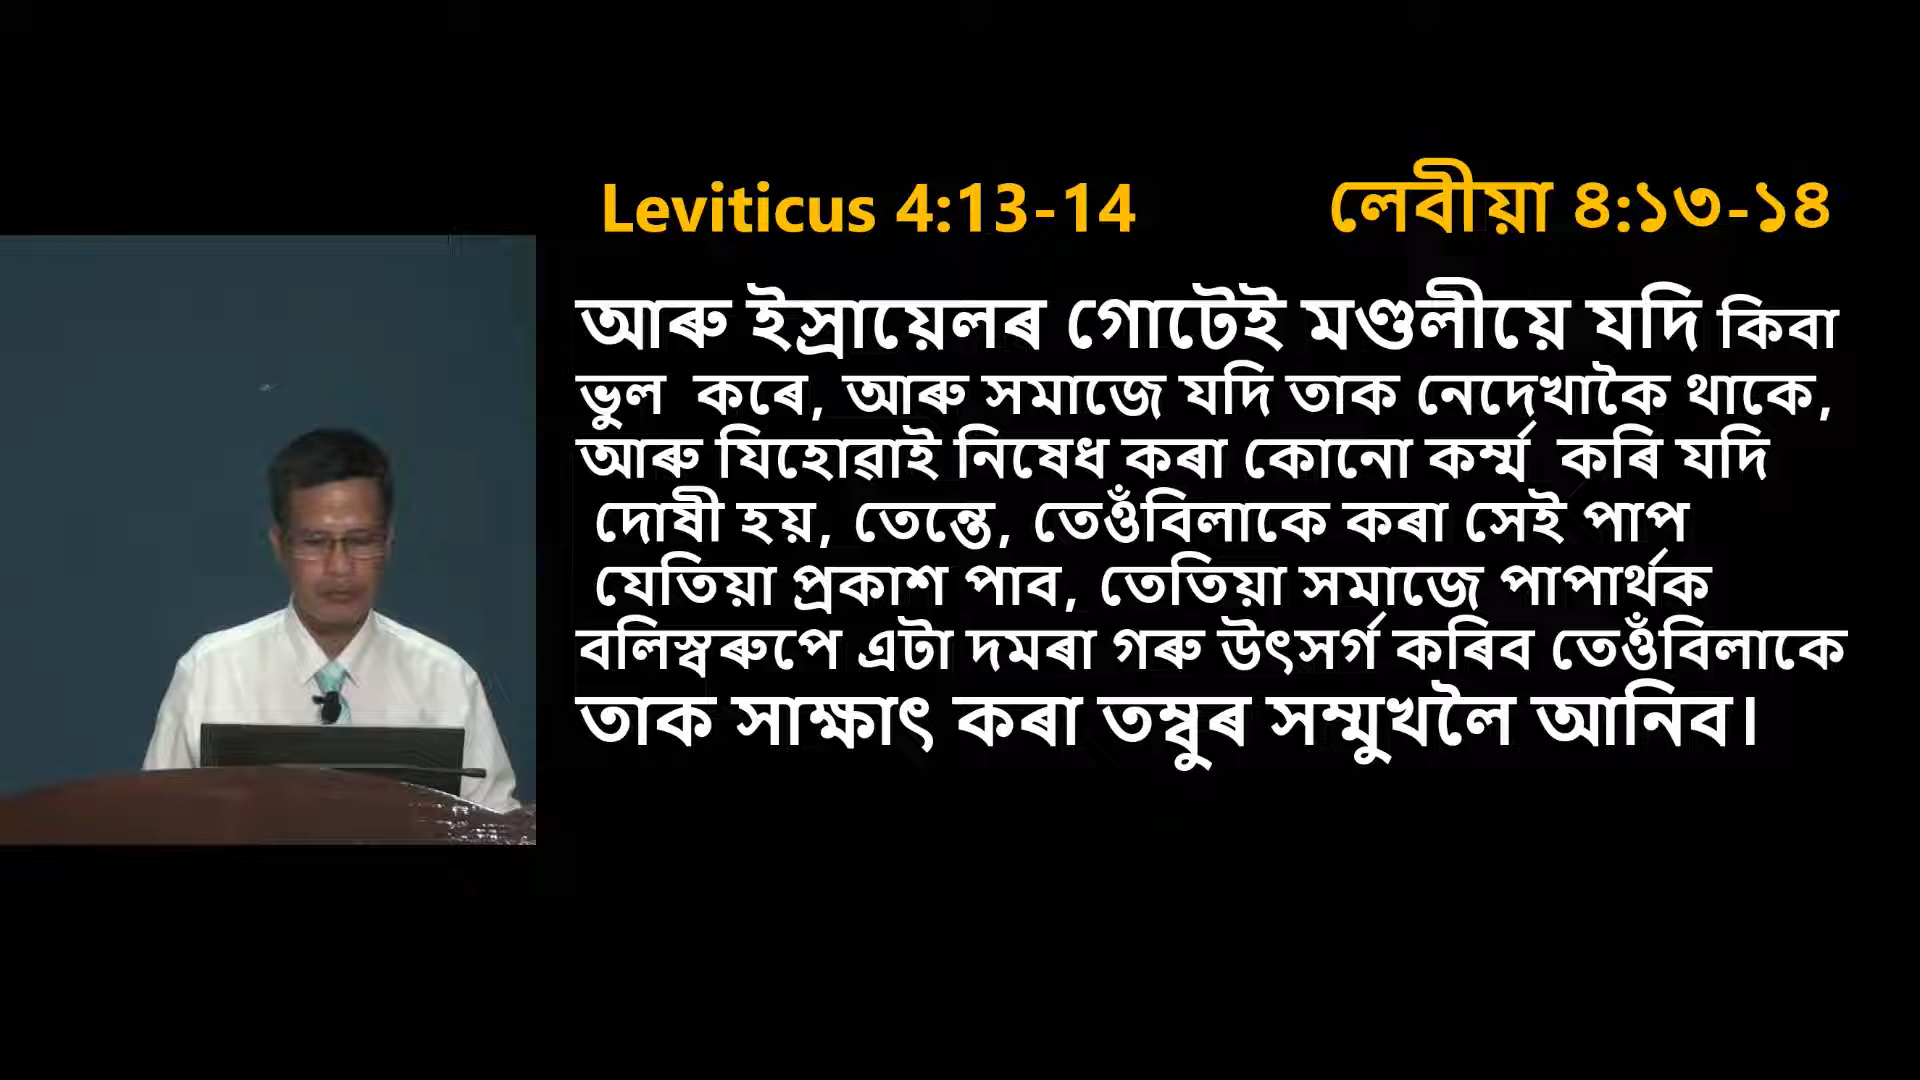 Leviticus 4:13-14 লেবীয়া ৪:১৩-১৪
আৰু ইস্ৰায়েলৰ গোটেই মণ্ডলীয়ে যদি কিবা
ভুল কৰে, আৰু সমাজে যদি তাক নেদেখাকৈ থাকে,
আৰু যিহোৱাই নিষেধ কৰা কোনো কৰ্ম্ম কৰি যদি
দোষী হয়, তেন্তে, তেওঁবিলাকে কৰা সেই পাপ
যেতিয়া প্ৰকাশ পাব, তেতিয়া সমাজে পাপাৰ্থক
বলিস্বৰুপে এটা দমৰা গৰু উৎসৰ্গ কৰিব তেওঁবিলাকে
তাক সাক্ষাৎ কৰা তম্বুৰ সম্মুখলৈ আনিব।